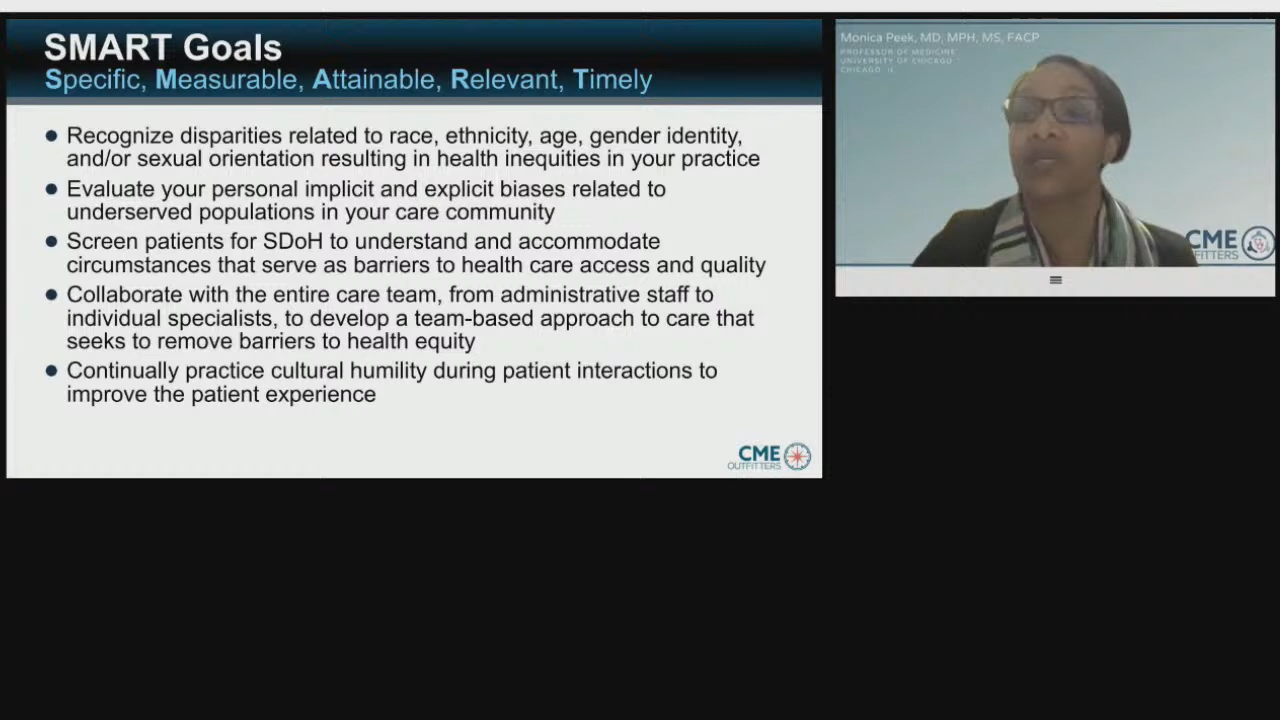 SMART Goals
Specific, Measurable, Attainable, Relevant, Timely
● Recognize disparities related to race, ethnicity, age, gender identity,
and/or sexual orientation resulting in health inequities in your practice
● Evaluate your personal implicit and explicit biases related to
underserved populations in your care community
● Screen patients for SDoH to understand and accommodate
circumstances that serve as barriers to health care access and quality
● Collaborate with the entire care team, from administrative staff to
individual specialists, to develop a team-based approach to care that
seeks to remove barriers to health equity
● Continually practice cultural humility during patient interactions to
improve the patient experience
CME
OUTFITTERS
Monica Peek, MD, MPH, MS, FACP
PROFESSOR OF MEDICINE
UNIVERSITY OF CHICAGO
CHICAGO IL
CME
FITTERS